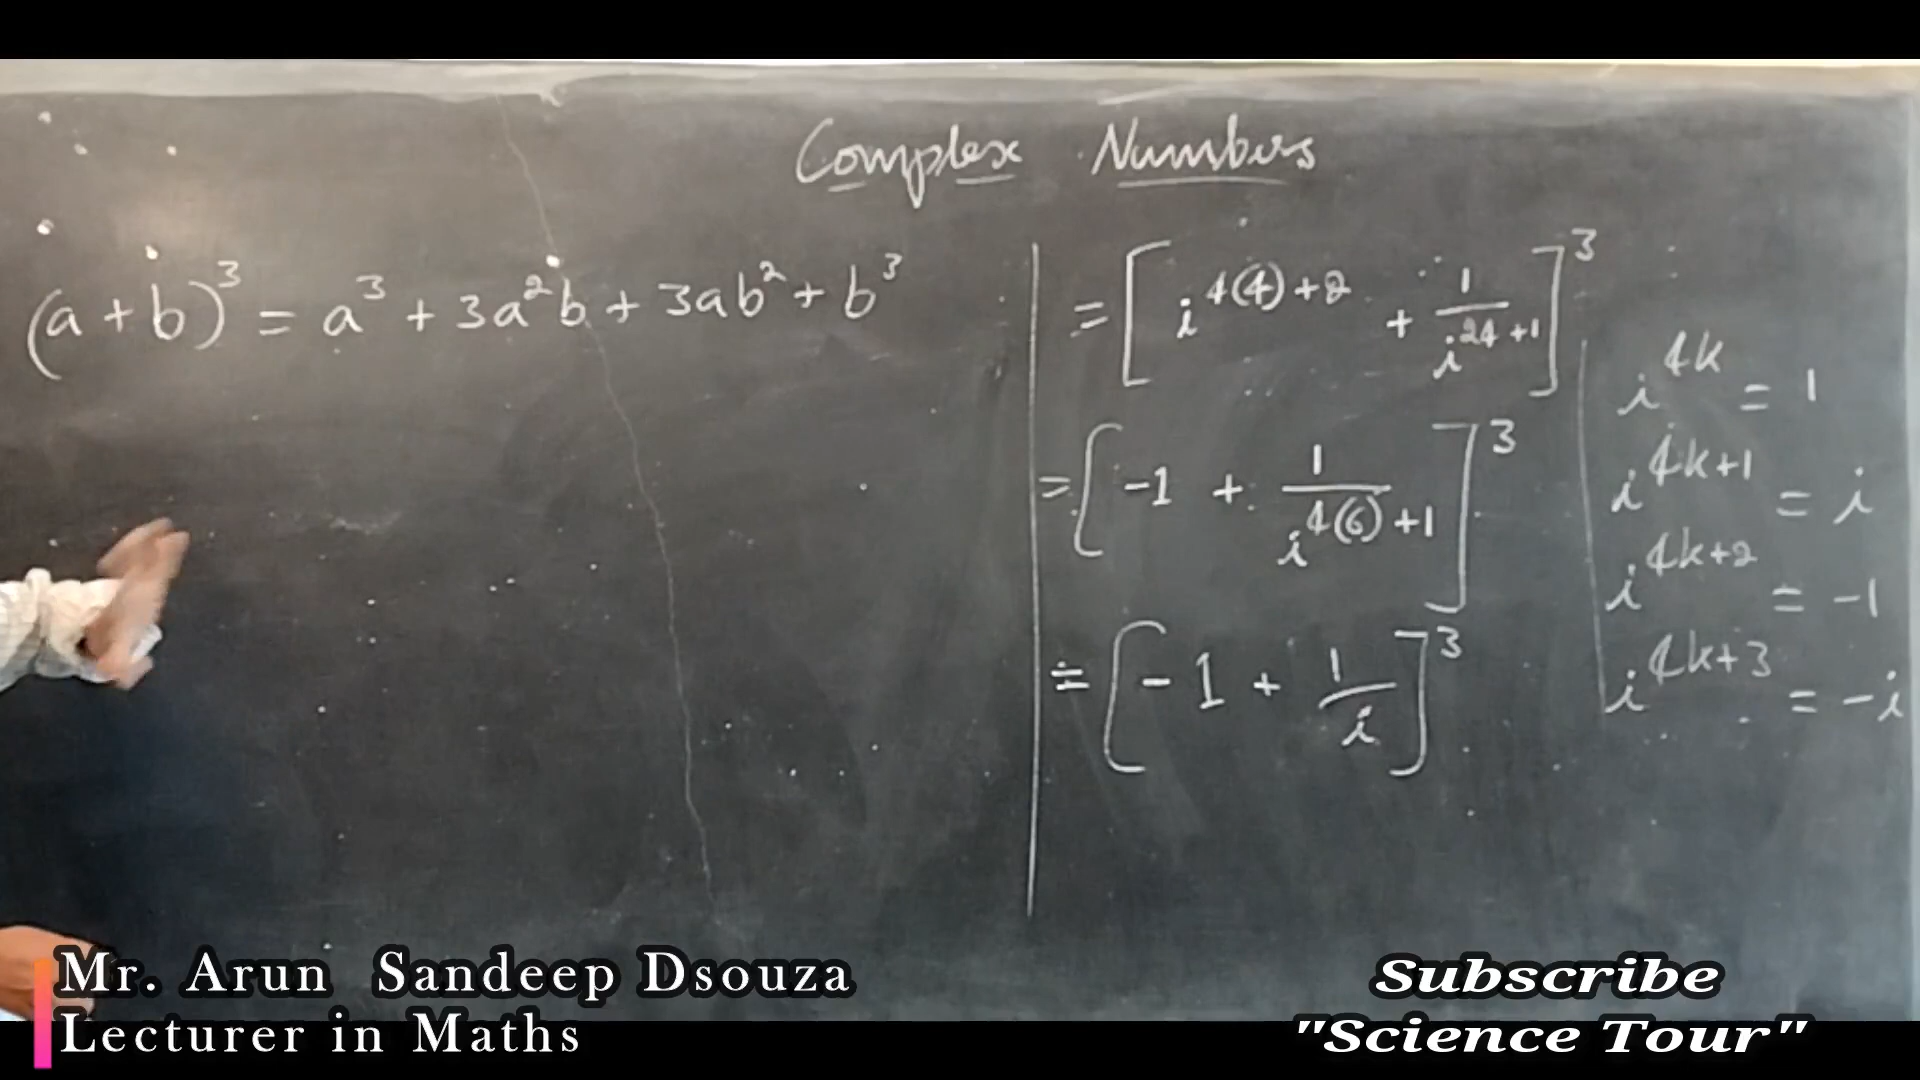 Complex Numbers
(a + b)³ = a³ + 3a²b + 3ab² + b³
= [ i^{4(4)+2} + 1/i^{24+1} ]³
= [ -1 + 1/i^{4(6)+1} ]³
= [ -1 + 1/i ]³
i^{4k} = 1
i^{4k+1} = i
i^{4k+2} = -1
i^{4k+3} = -i
Mr. Arun Sandeep Dsouza
Lecturer in Maths
Subscribe
"Science Tour"